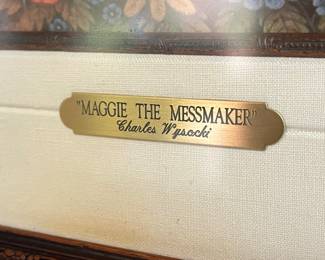 "MAGGIE THE MESSMAKER"
Charles Wysocki